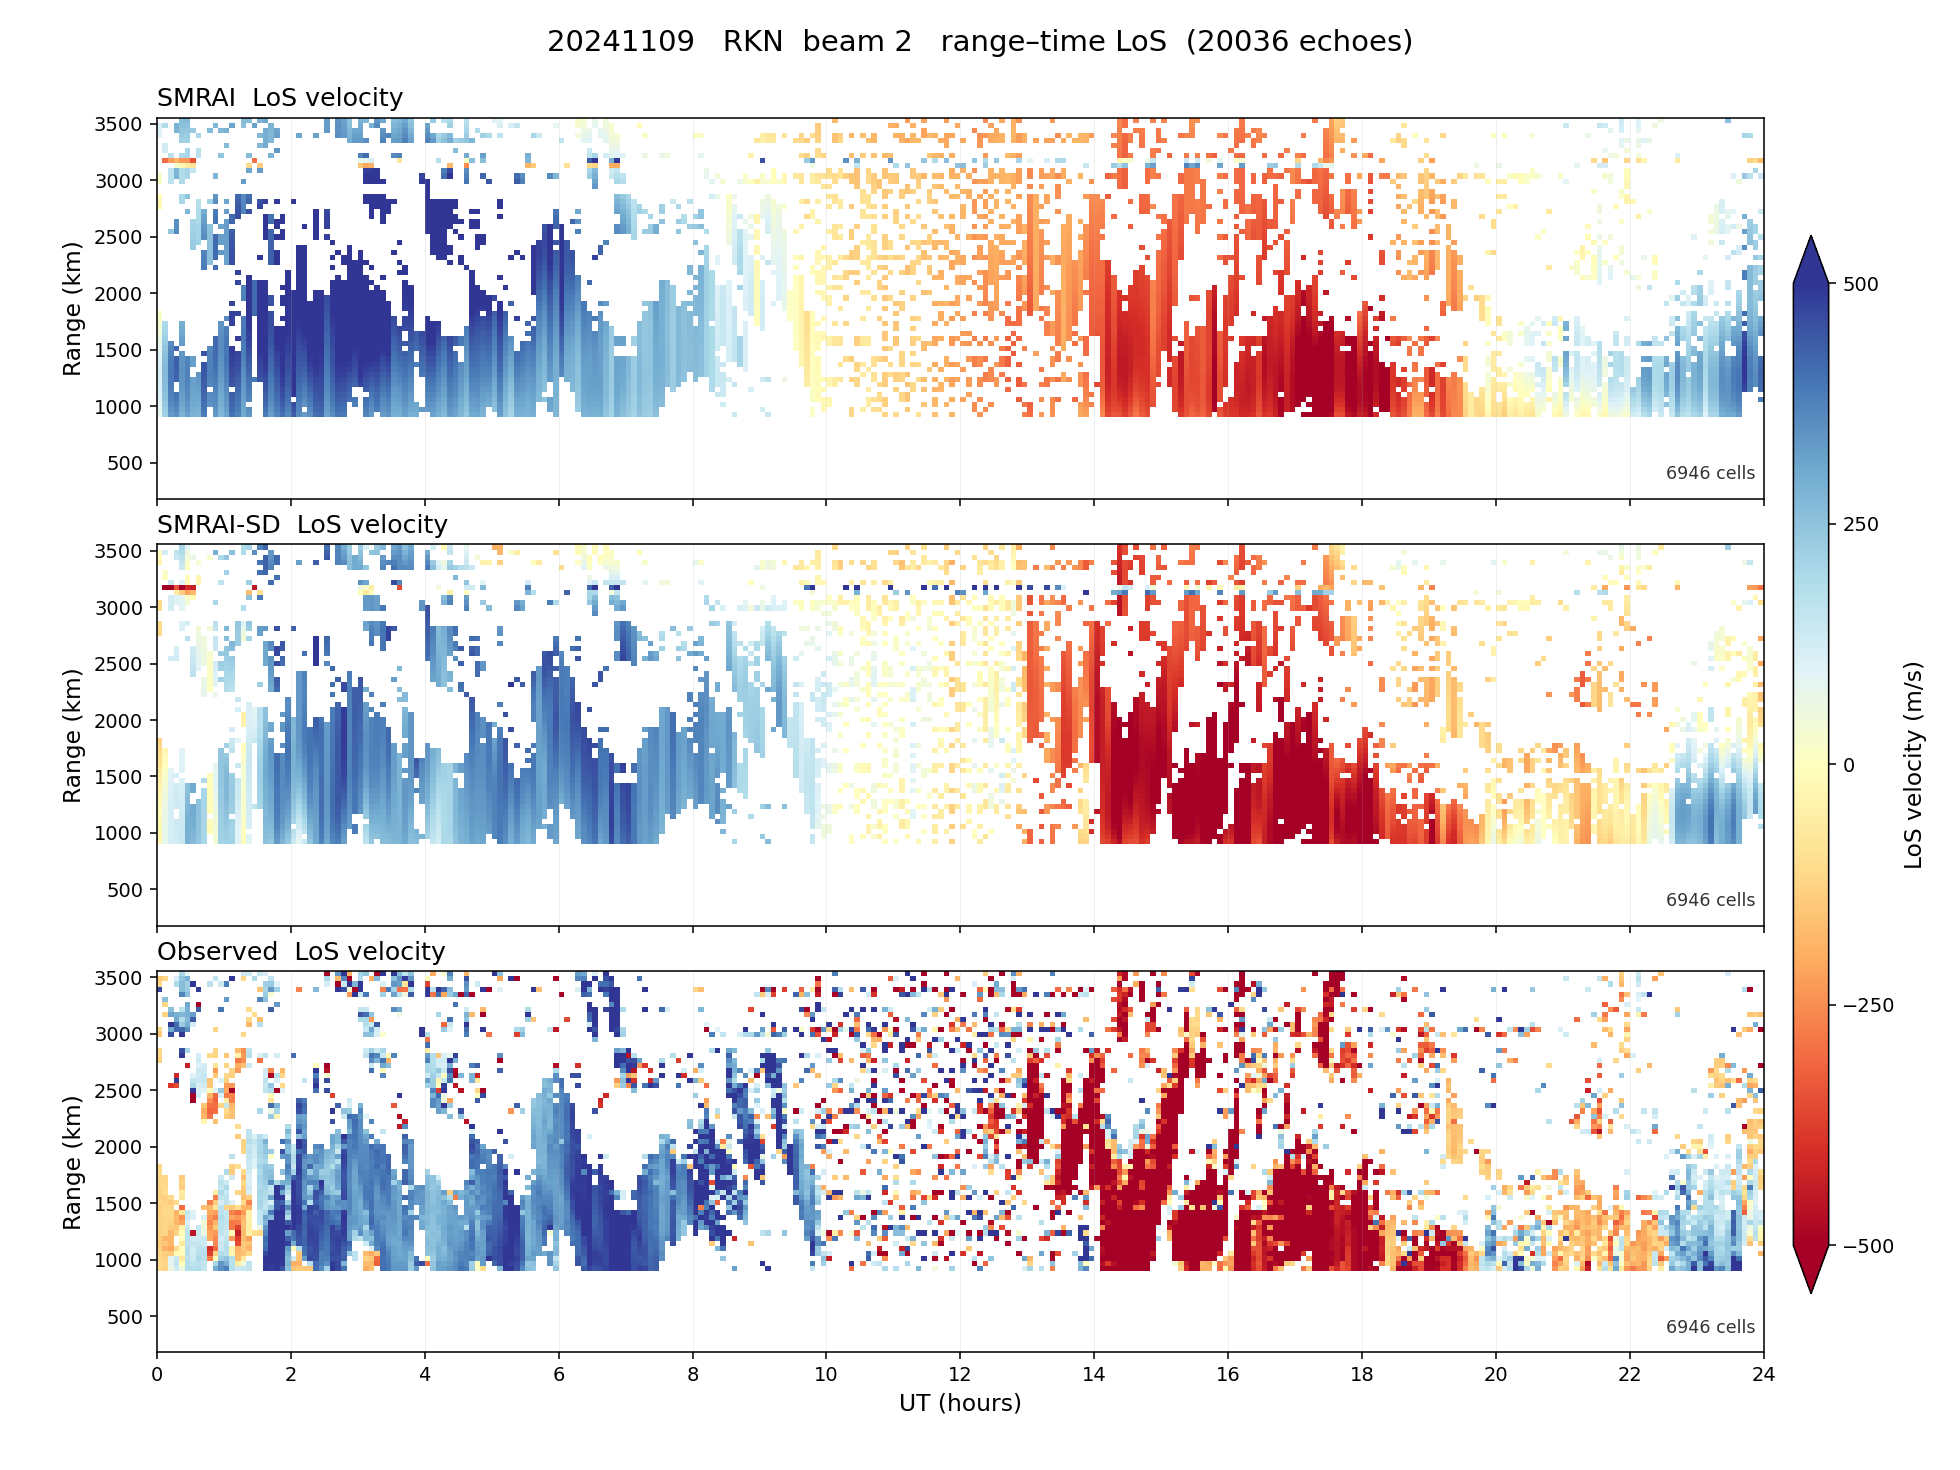 20241109   RKN  beam 2   range–time LoS  (20036 echoes)
SMRAI  LoS velocity
3500
3000
2500
2000
1500
1000
500
Range (km)
6946 cells
SMRAI-SD  LoS velocity
3500
3000
2500
2000
1500
1000
500
Range (km)
6946 cells
Observed  LoS velocity
3500
3000
2500
2000
1500
1000
500
Range (km)
6946 cells
0 2 4 6 8 10 12 14 16 18 20 22 24
UT (hours)
500
250
0
−250
−500
LoS velocity (m/s)